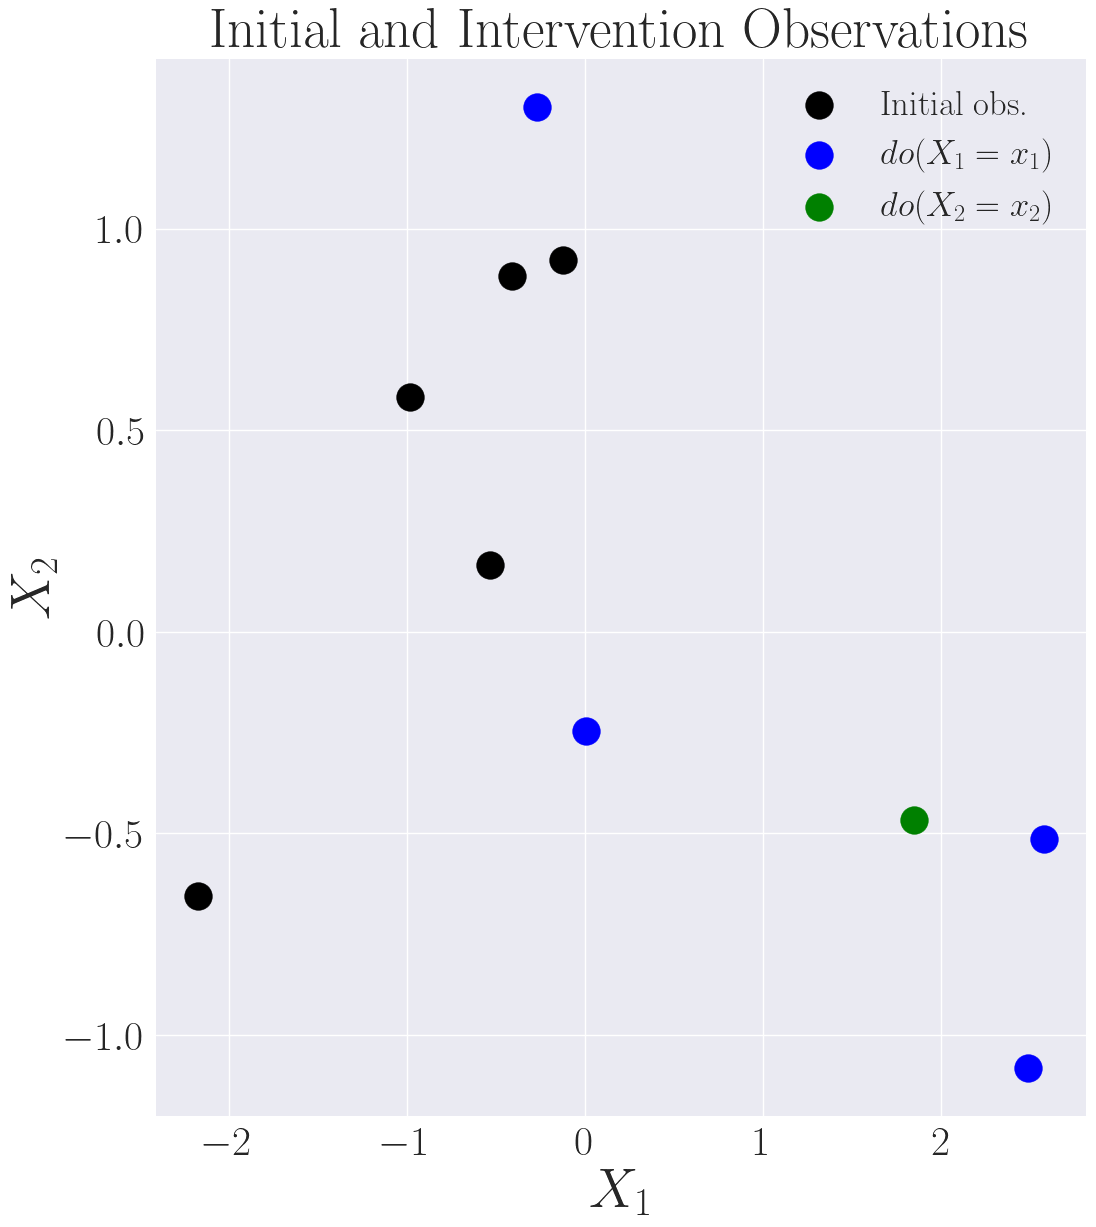 Initial and Intervention Observations
Initial obs.
do(X₁ = x₁)
do(X₂ = x₂)
1.0
0.5
0.0
−0.5
−1.0
X₂
−2 −1 0 1 2
X₁